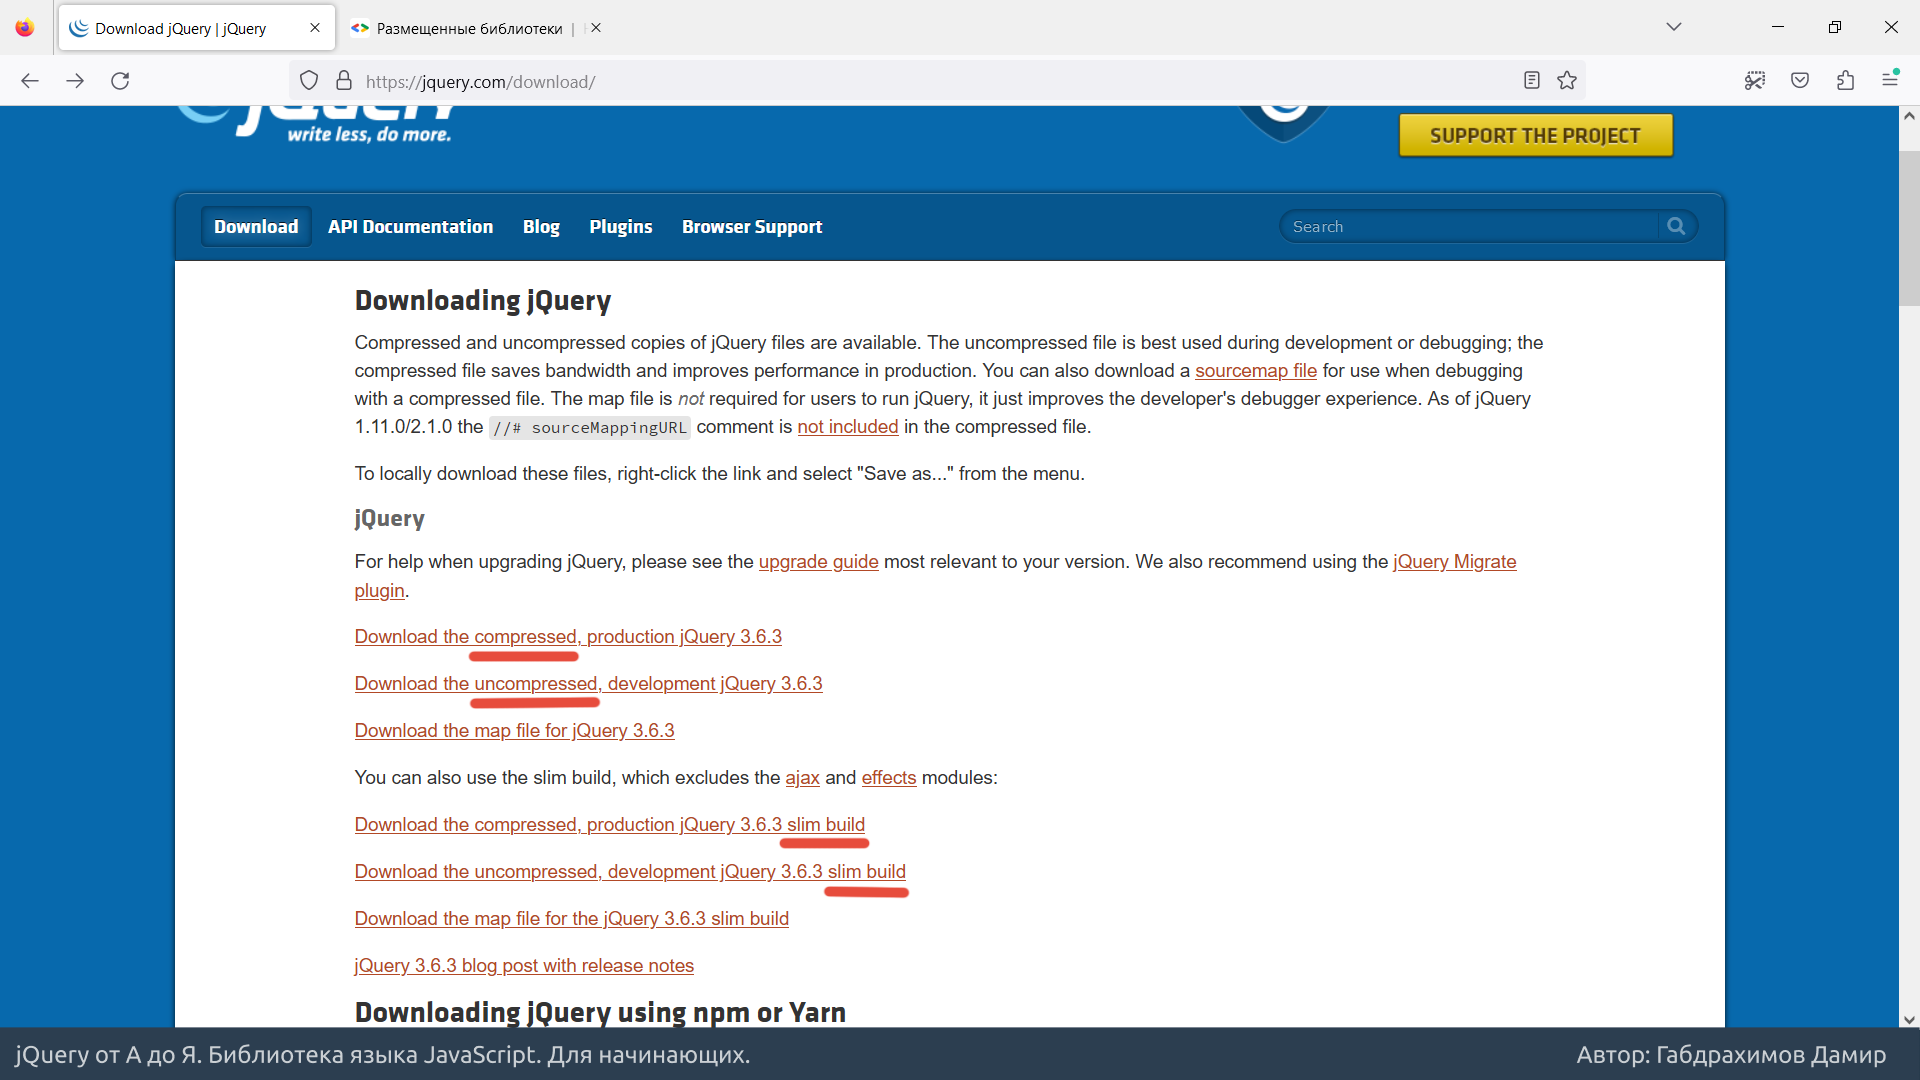 Download jQuery | jQuery
Размещенные библиотеки |
https://jquery.com/download/
jQuery
write less, do more.
SUPPORT THE PROJECT
Download
API Documentation
Blog
Plugins
Browser Support
Search
Downloading jQuery
Compressed and uncompressed copies of jQuery files are available. The uncompressed file is best used during development or debugging; the
compressed file saves bandwidth and improves performance in production. You can also download a sourcemap file for use when debugging
with a compressed file. The map file is not required for users to run jQuery, it just improves the developer's debugger experience. As of jQuery
1.11.0/2.1.0 the //# sourceMappingURL comment is not included in the compressed file.
To locally download these files, right-click the link and select "Save as..." from the menu.
jQuery
For help when upgrading jQuery, please see the upgrade guide most relevant to your version. We also recommend using the jQuery Migrate
plugin.
Download the compressed, production jQuery 3.6.3
Download the uncompressed, development jQuery 3.6.3
Download the map file for jQuery 3.6.3
You can also use the slim build, which excludes the ajax and effects modules:
Download the compressed, production jQuery 3.6.3 slim build
Download the uncompressed, development jQuery 3.6.3 slim build
Download the map file for the jQuery 3.6.3 slim build
jQuery 3.6.3 blog post with release notes
Downloading jQuery using npm or Yarn
jQuery от А до Я. Библиотека языка JavaScript. Для начинающих.
Автор: Габдрахимов Дамир